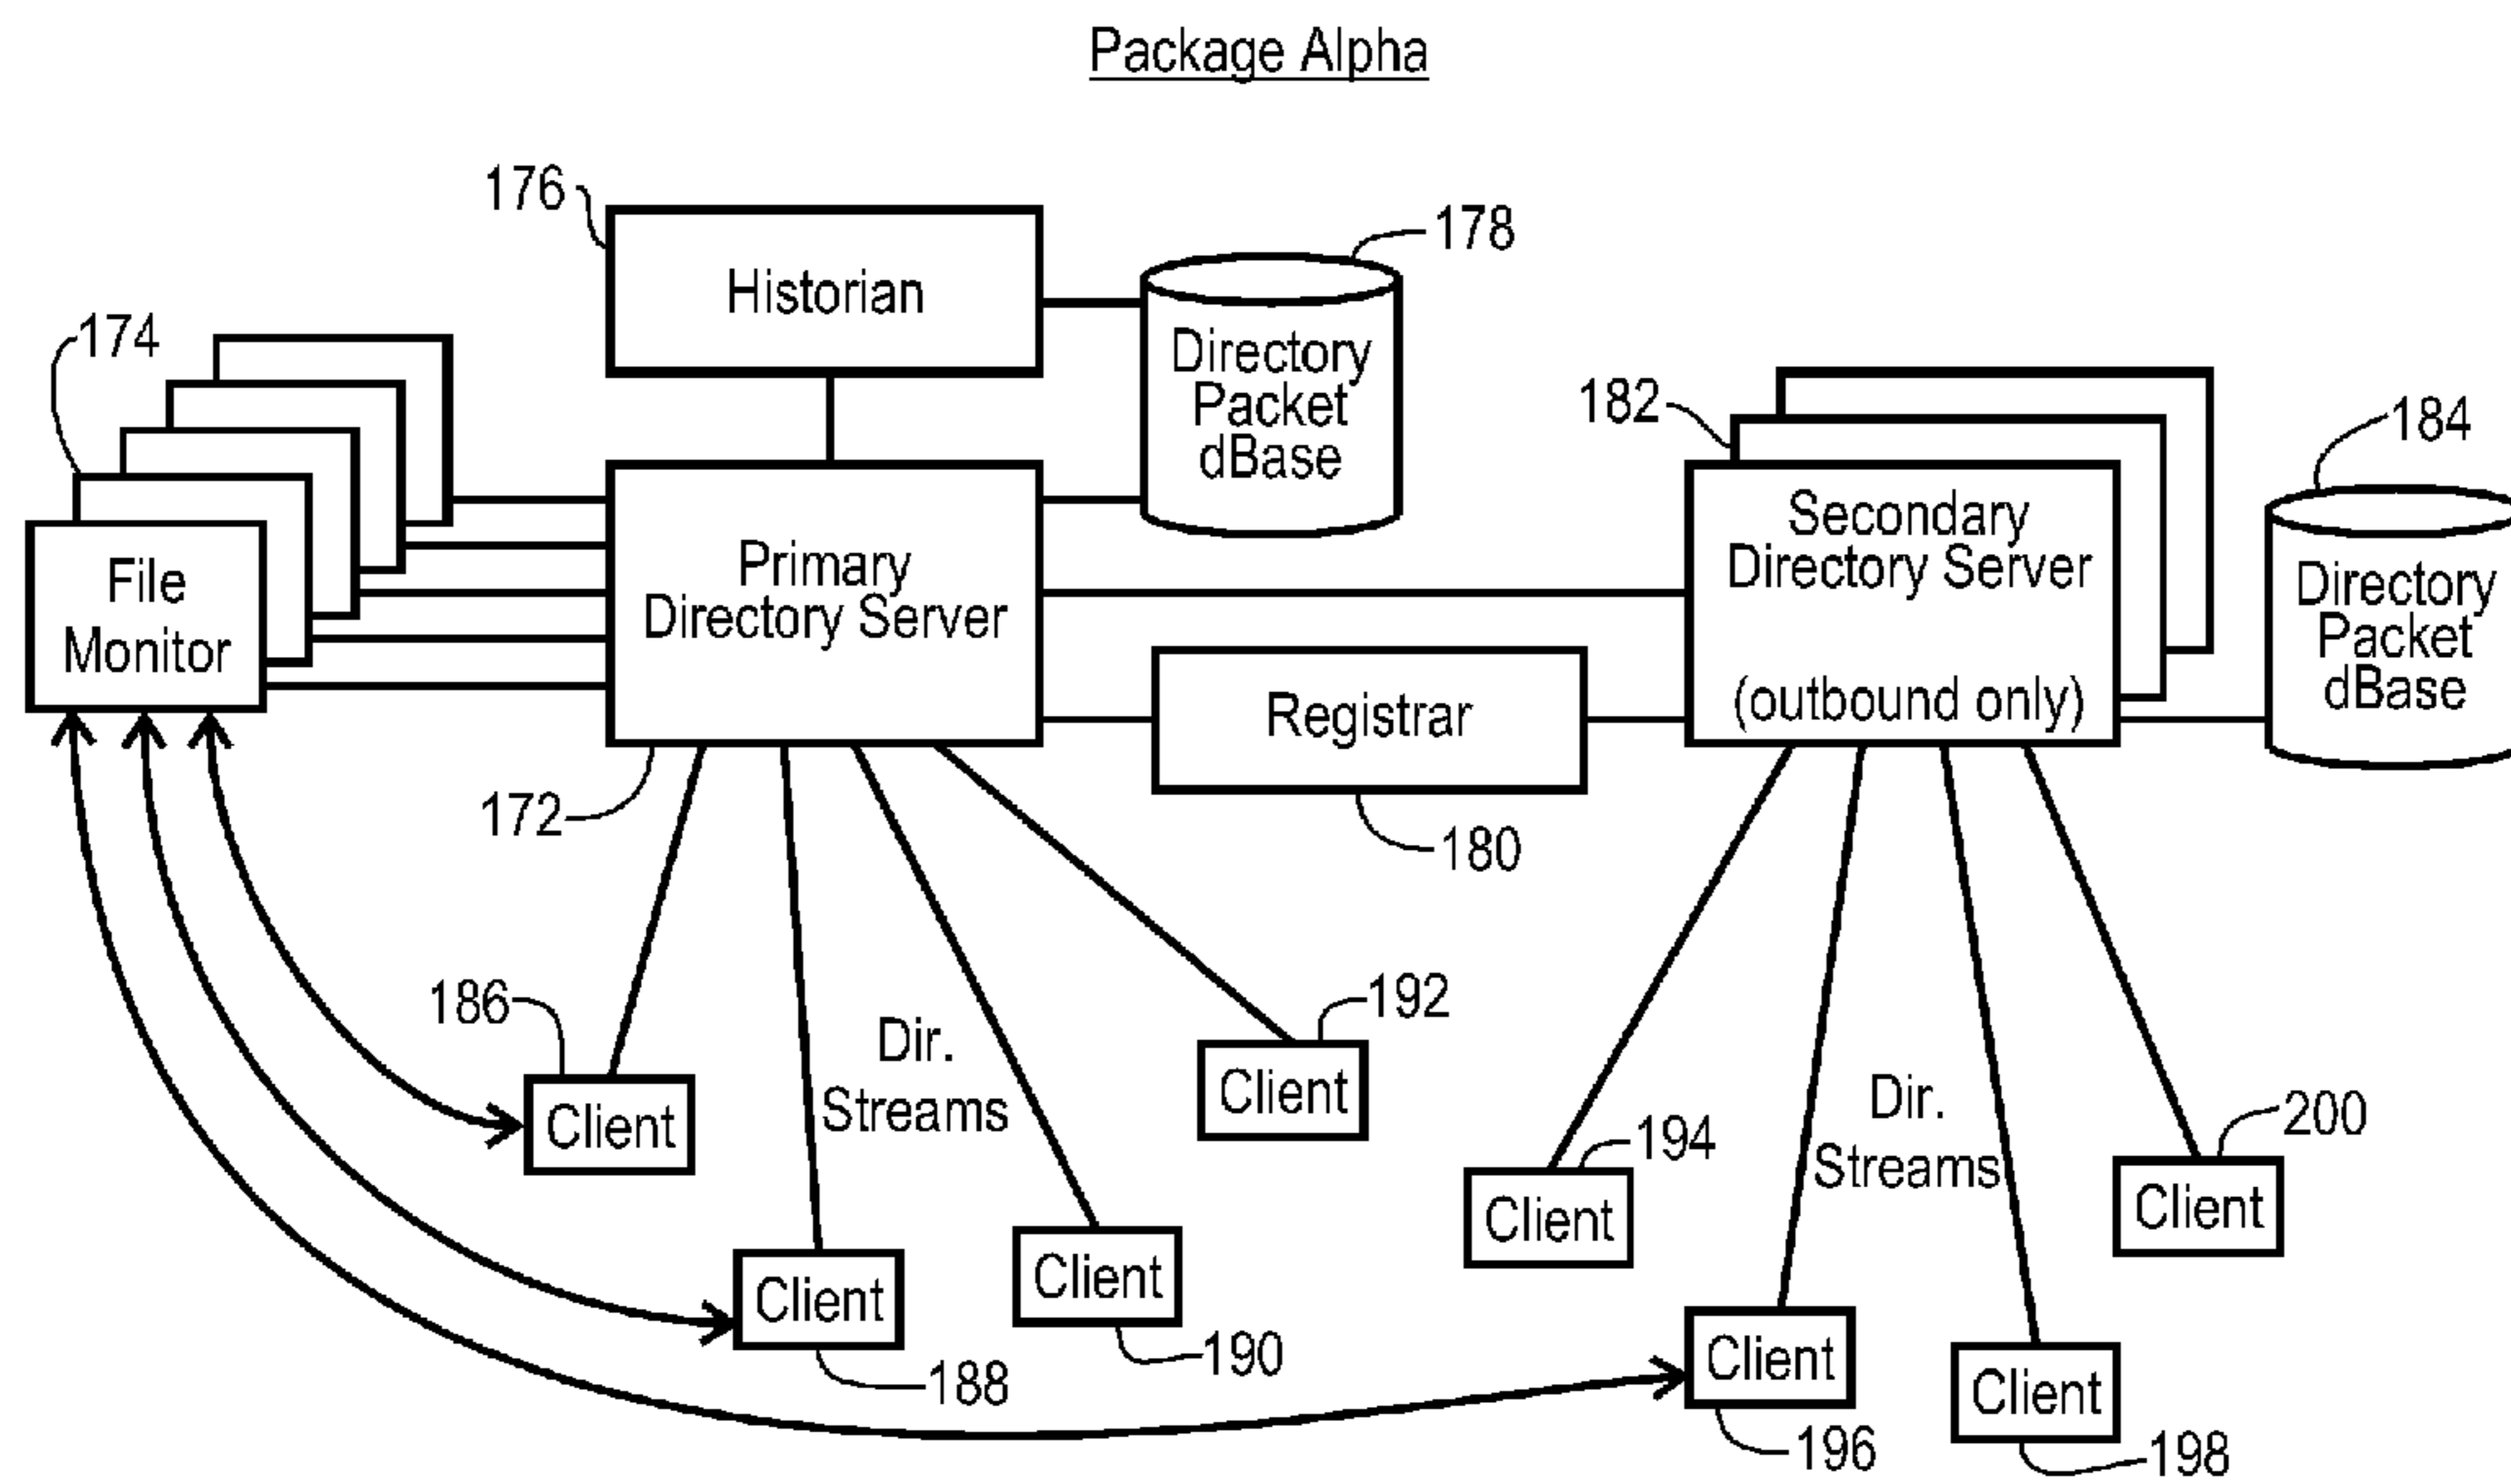 Package Alpha
176
Historian
178
Directory
Packet
dBase
174
File
Monitor
Primary
Directory Server
172
182
Secondary
Directory Server
(outbound only)
184
Directory
Packet
dBase
Registrar
180
186
Client
Dir.
Streams
192
Client
188
Client
190
Client
194
Client
Dir.
Streams
200
Client
196
Client
198
Client